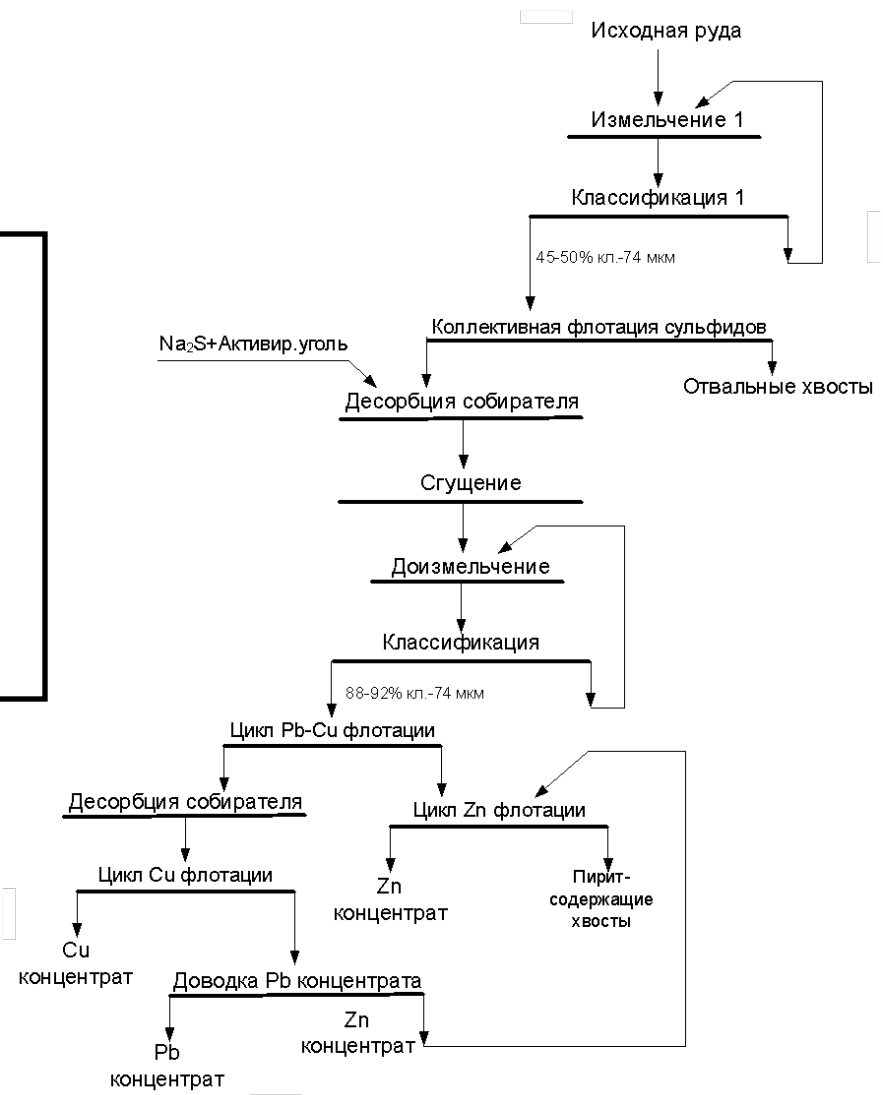 Исходная руда
Измельчение 1
Классификация 1
45-50% кл.-74 мкм
Коллективная флотация сульфидов
Na₂S+Активир.уголь
Отвальные хвосты
Десорбция собирателя
Сгущение
Доизмельчение
Классификация
88-92% кл.-74 мкм
Цикл Pb-Cu флотации
Десорбция собирателя
Цикл Zn флотации
Цикл Cu флотации
Zn
концентрат
Пирит-
содержащие
хвосты
Cu
концентрат
Доводка Pb концентрата
Zn
концентрат
Pb
концентрат